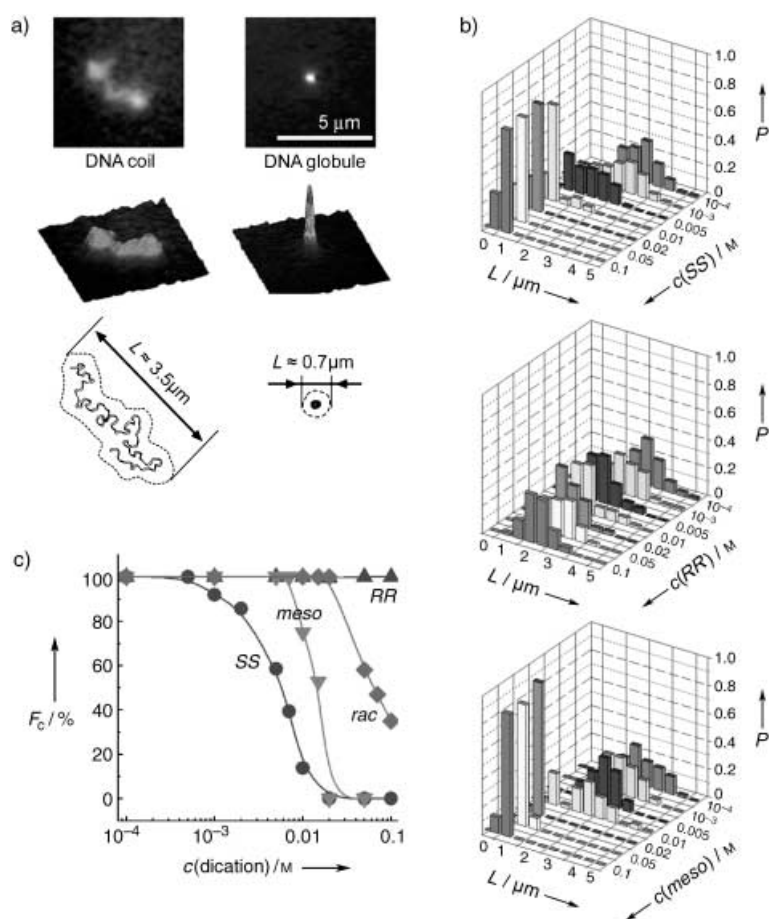 a)
DNA coil
DNA globule
5 µm
L ≈ 3.5µm
L ≈ 0.7µm
b)
1.0
0.8
0.6
0.4
0.2
0
P
10⁻⁴
10⁻³
0.005
0.01
0.02
0.05
0.1
c(SS) / M
0 1 2 3 4 5
L / µm
1.0
0.8
0.6
0.4
0.2
0
P
10⁻⁴
10⁻³
0.005
0.01
0.02
0.05
0.1
c(RR) / M
0 1 2 3 4 5
L / µm
1.0
0.8
0.6
0.4
0.2
0
P
10⁻⁴
10⁻³
0.005
0.01
0.02
0.05
0.1
c(meso) / M
0 1 2 3 4 5
L / µm
c)
100
80
60
40
20
0
F_c / %
SS
meso
RR
rac
10⁻⁴ 10⁻³ 0.01 0.1
c(dication) / M